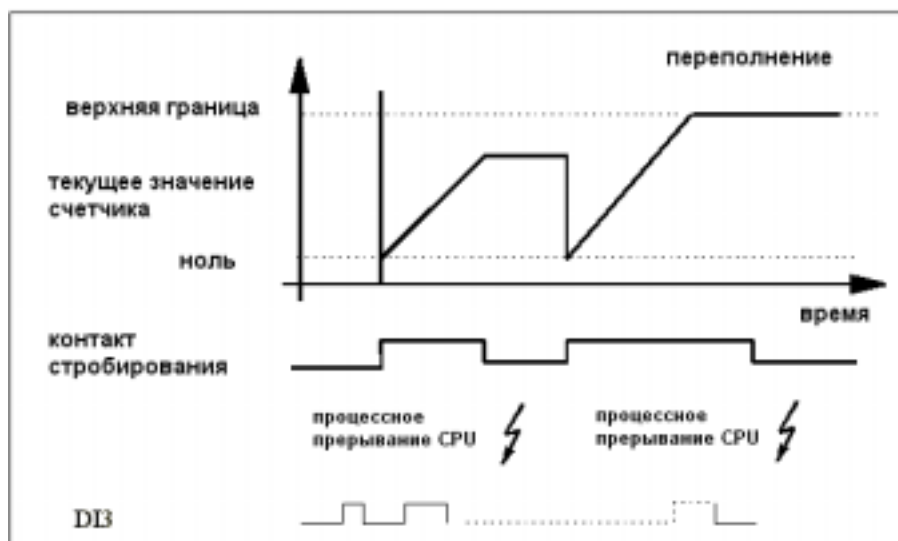 переполнение
верхняя граница
текущее значение
счетчика
ноль
время
контакт
стробирования
процессное
прерывание CPU
процессное
прерывание CPU
DI3